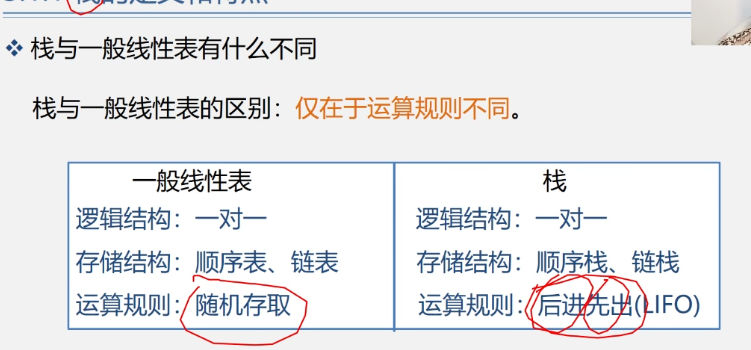 栈与一般线性表有什么不同
栈与一般线性表的区别：仅在于运算规则不同。
一般线性表
逻辑结构：一对一
存储结构：顺序表、链表
运算规则：随机存取
栈
逻辑结构：一对一
存储结构：顺序栈、链栈
运算规则：后进先出(LIFO)